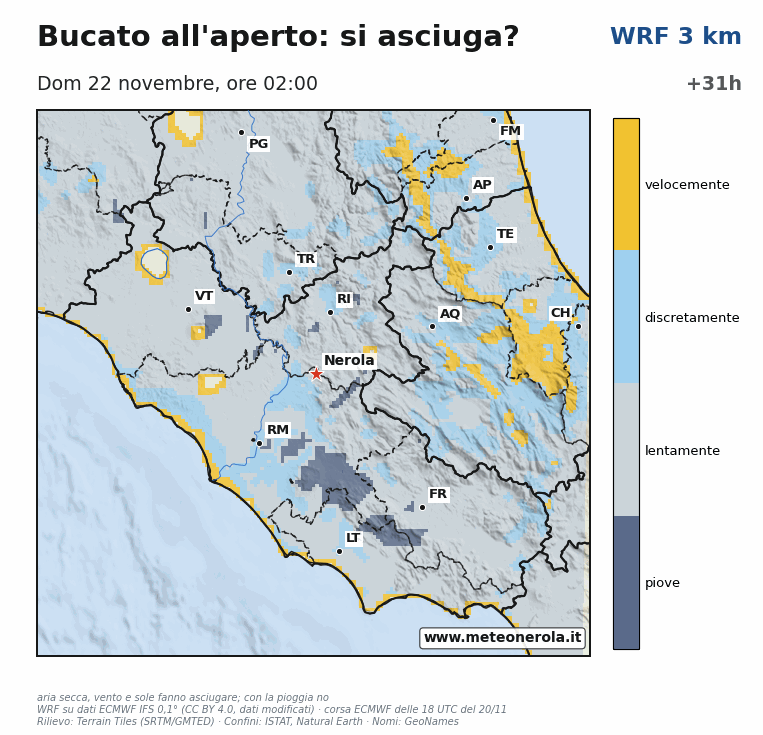 Bucato all'aperto: si asciuga?
WRF 3 km
Dom 22 novembre, ore 02:00
+31h
FM
PG
AP
TE
TR
VT
RI
AQ
CH
Nerola
RM
FR
LT
velocemente
discretamente
lentamente
piove
www.meteonerola.it
aria secca, vento e sole fanno asciugare; con la pioggia no
WRF su dati ECMWF IFS 0,1° (CC BY 4.0, dati modificati) · corsa ECMWF delle 18 UTC del 20/11
Rilievo: Terrain Tiles (SRTM/GMTED) · Confini: ISTAT, Natural Earth · Nomi: GeoNames